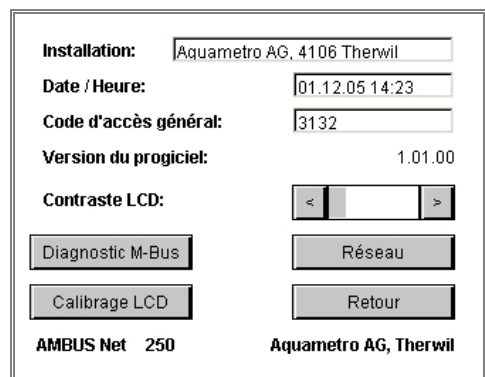 Installation: Aquametro AG, 4106 Therwil
Date / Heure: 01.12.05 14:23
Code d'accès général: 3132
Version du progiciel: 1.01.00
Contraste LCD: < >
Diagnostic M-Bus Réseau
Calibrage LCD Retour
AMBUS Net 250 Aquametro AG, Therwil